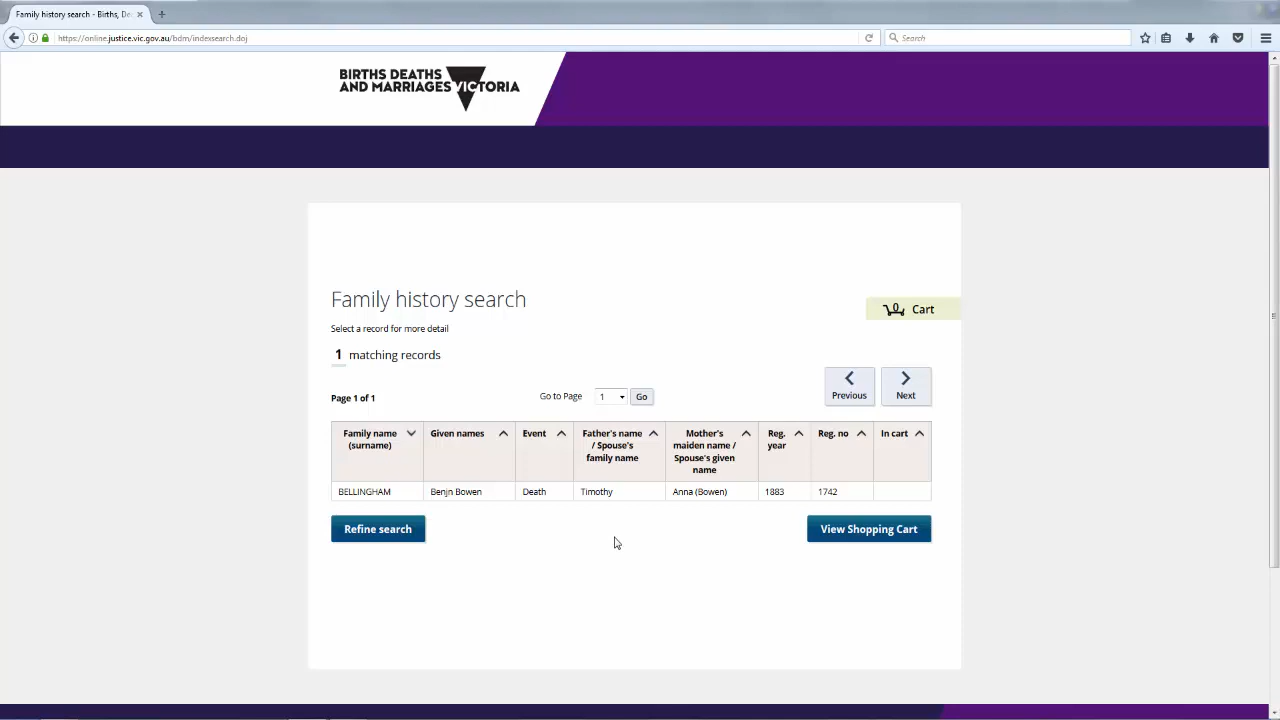 Family history search - Births, De
https://online.justice.vic.gov.au/bdm/indexsearch.doj
Search
BIRTHS DEATHS
AND MARRIAGES VICTORIA
Family history search
0 Cart
Select a record for more detail
1 matching records
Page 1 of 1
Go to Page 1 Go
Previous
Next
Family name
(surname)
Given names
Event
Father's name
/ Spouse's
family name
Mother's
maiden name /
Spouse's given
name
Reg.
year
Reg. no
In cart
BELLINGHAM Benjn Bowen Death Timothy Anna (Bowen) 1883 1742
Refine search
View Shopping Cart